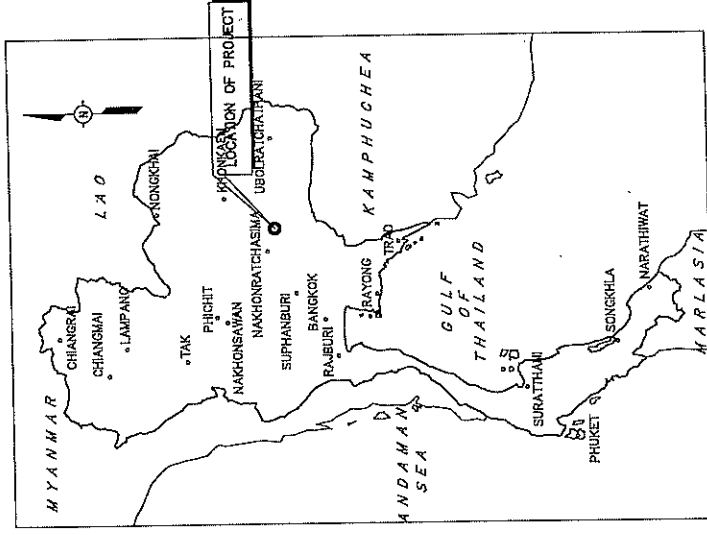 MYANMAR
LAO
CHIANGRAI
CHIANGMAI
LAMPANG
NONGKHAI
TAK
PHICHIT
KHONKAEN
LOCATION OF PROJECT
NAKHONSAWAN
NAKHONRATCHASIMA
UBOLRATCHATHANI
SUPHANBURI
BANGKOK
RAJBURI
KAMPHUCHEA
RAYONG
TRAD
GULF
OF
THAILAND
ANDAMAN
SEA
SURATTHANI
PHUKET
SONGKHLA
NARATHIWAT
MARLASIA
N